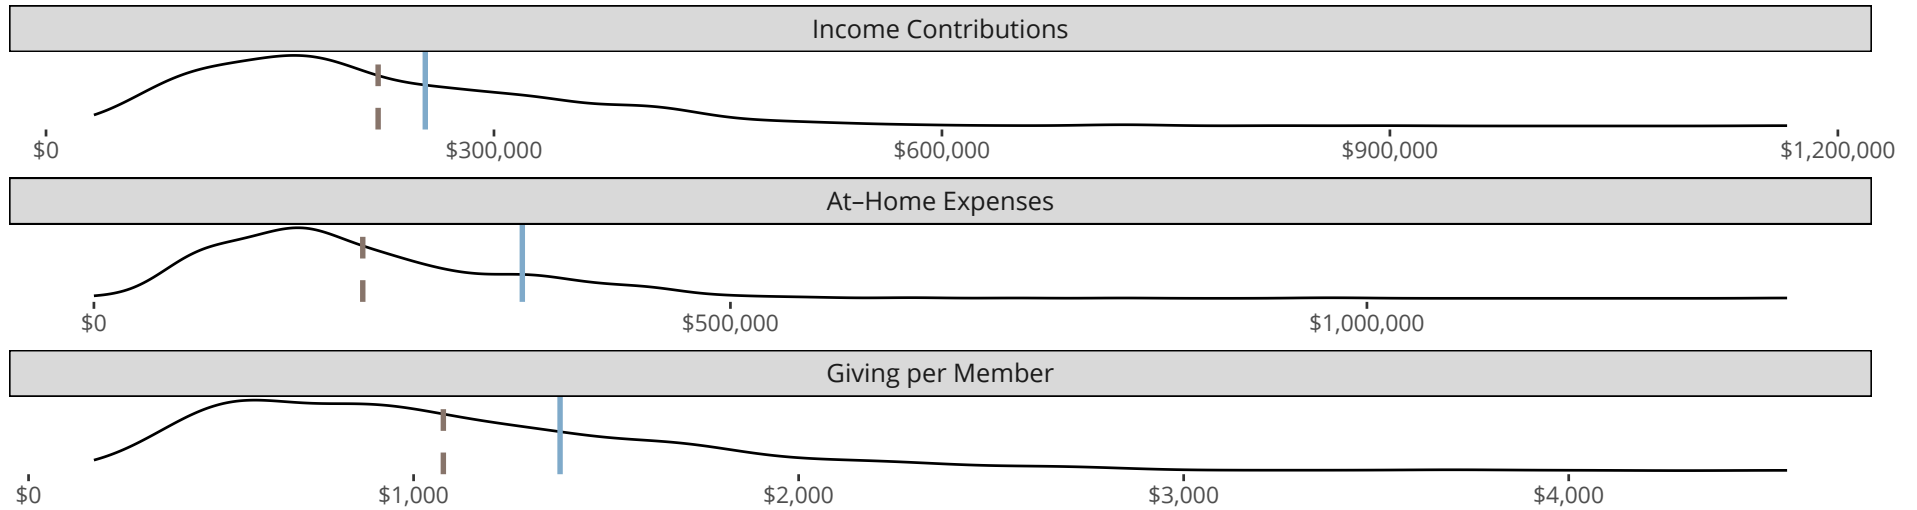 Income Contributions
$0 $300,000 $600,000 $900,000 $1,200,000
At–Home Expenses
$0 $500,000 $1,000,000
Giving per Member
$0 $1,000 $2,000 $3,000 $4,000